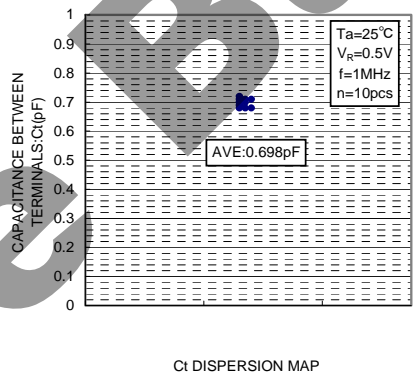 1
0.9
0.8
0.7
0.6
0.5
0.4
0.3
0.2
0.1
0
CAPACITANCE BETWEEN
TERMINALS:Ct(pF)
Ta=25℃
VR=0.5V
f=1MHz
n=10pcs
AVE:0.698pF
Ct DISPERSION MAP